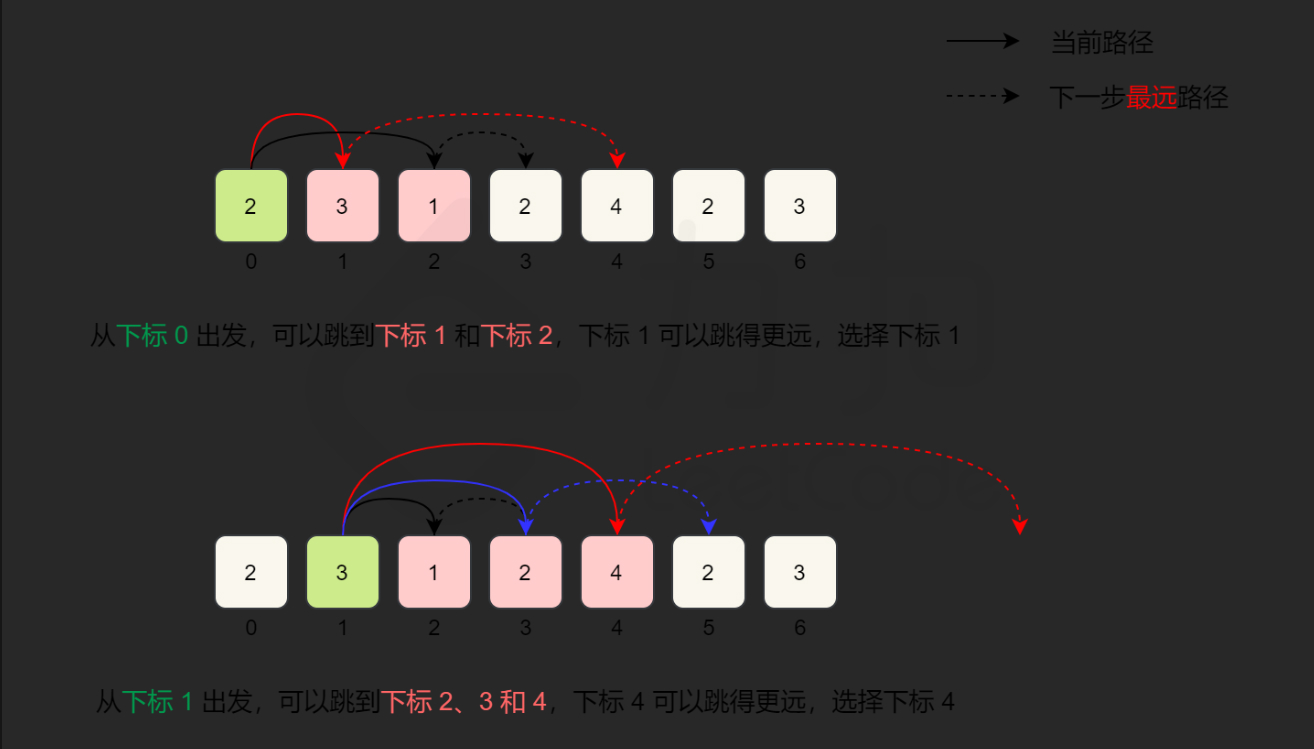 当前路径
下一步最远路径
2 3 1 2 4 2 3
0 1 2 3 4 5 6
从下标 0 出发，可以跳到下标 1 和下标 2，下标 1 可以跳得更远，选择下标 1
2 3 1 2 4 2 3
0 1 2 3 4 5 6
从下标 1 出发，可以跳到下标 2、3 和 4，下标 4 可以跳得更远，选择下标 4